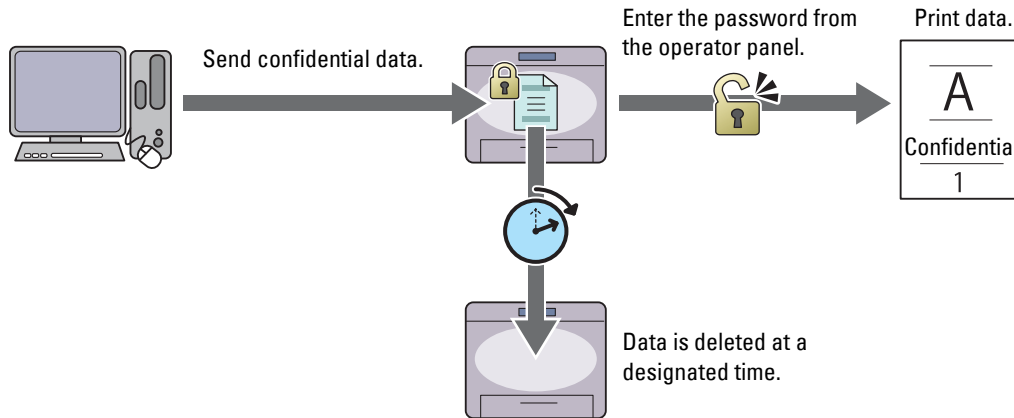 Send confidential data.
Enter the password from
the operator panel.
Print data.
A
Confidentia
1
Data is deleted at a
designated time.